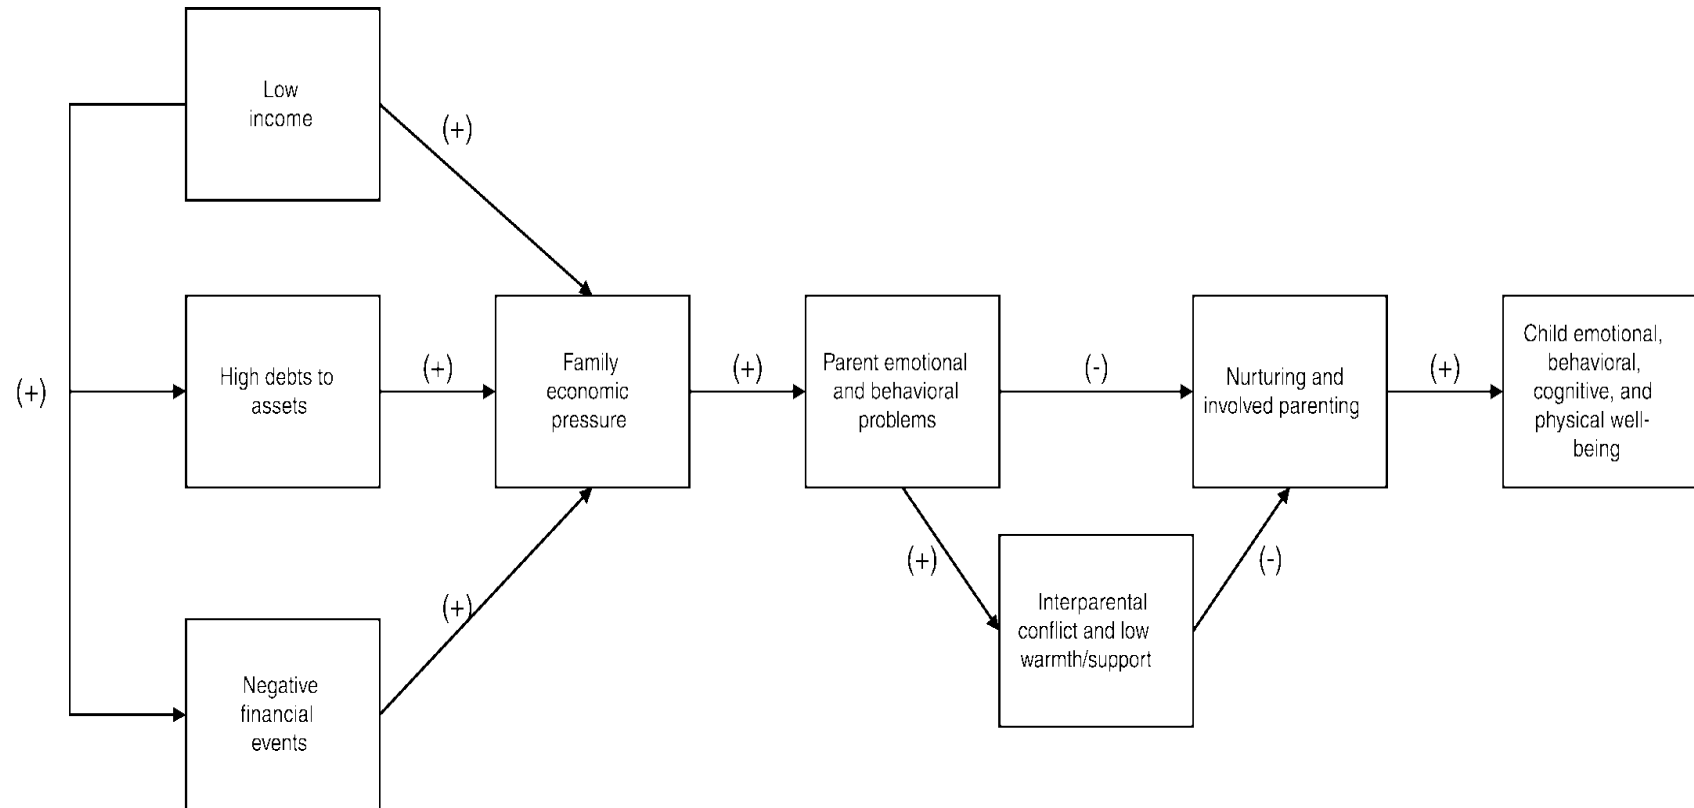 Low
income
(+)
(+)
High debts to
assets
(+)
Family
economic
pressure
(+)
Parent emotional
and behavioral
problems
(-)
Nurturing and
involved parenting
(+)
Child emotional,
behavioral,
cognitive, and
physical well-
being
(+)
(-)
Interparental
conflict and low
warmth/support
(+)
Negative
financial
events